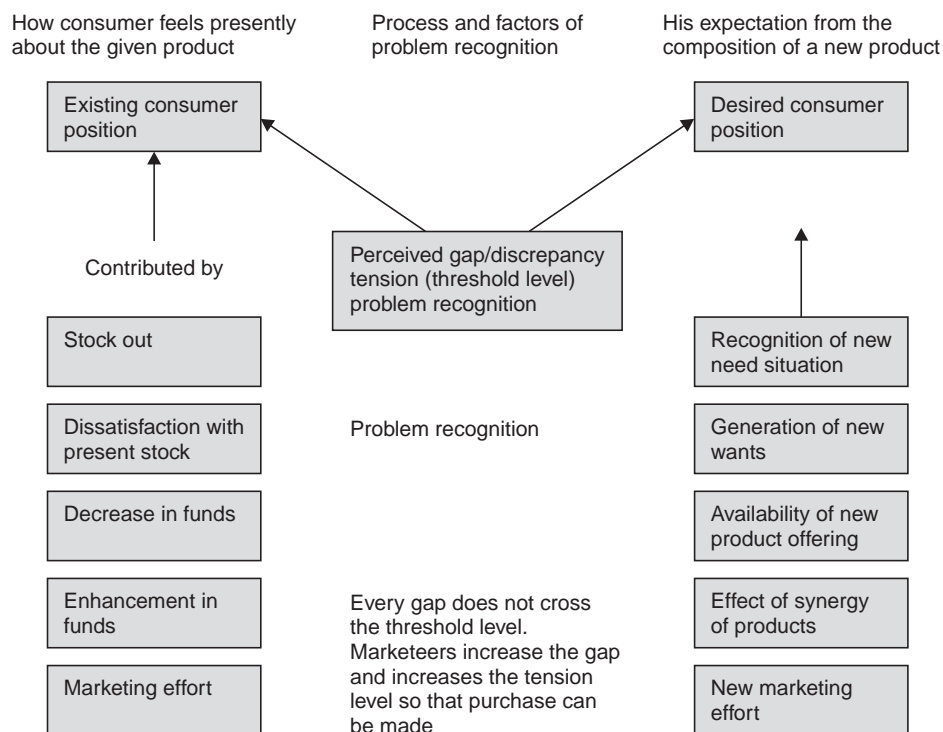 How consumer feels presently
about the given product
Process and factors of
problem recognition
His expectation from the
composition of a new product
Existing consumer
position
Desired consumer
position
Contributed by
Perceived gap/discrepancy
tension (threshold level)
problem recognition
Stock out
Recognition of new
need situation
Dissatisfaction with
present stock
Problem recognition
Generation of new
wants
Decrease in funds
Availability of new
product offering
Enhancement in
funds
Every gap does not cross
the threshold level.
Marketeers increase the gap
and increases the tension
level so that purchase can
be made
Effect of synergy
of products
Marketing effort
New marketing
effort